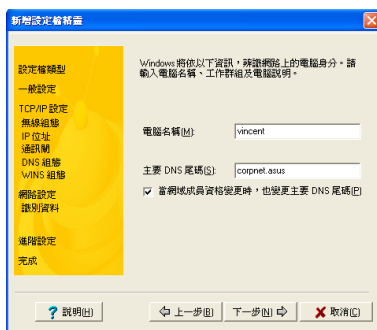 新增設定檔精靈
設定檔類型
一般設定
TCP/IP 設定
無線組態
IP 位址
通訊閘
DNS 組態
WINS 組態
網路設定
識別資料
進階設定
完成
Windows 將依以下資訊，辨識網路上的電腦身分。請
輸入電腦名稱、工作群組及電腦說明。
電腦名稱(M): vincent
主要 DNS 尾碼(S): corpnet.asus
當網域成員資格變更時，也變更主要 DNS 尾碼(P)
說明(H) 上一步(B) 下一步(N) 取消(C)